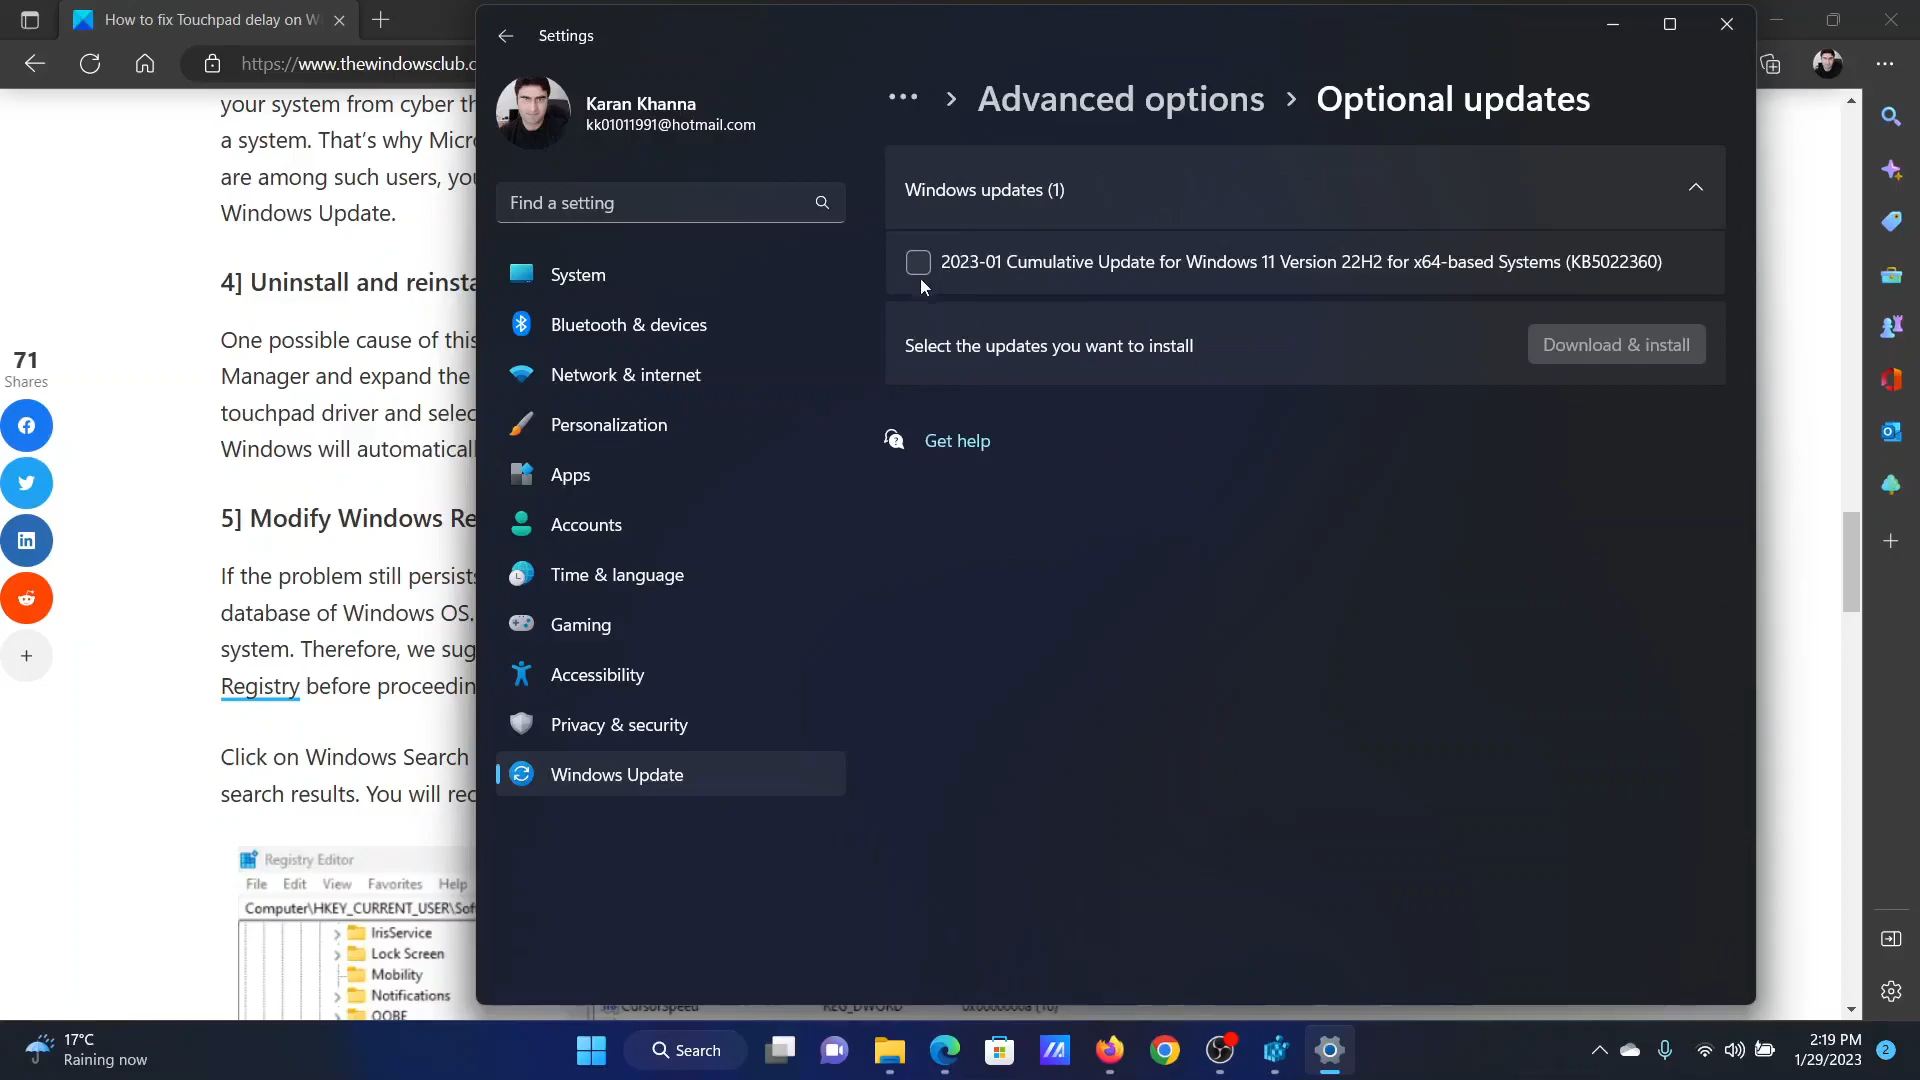 How to fix Touchpad delay on W
https://www.thewindowsclub.c
your system from cyber th
a system. That's why Micr
are among such users, you
Windows Update.
4] Uninstall and reinsta
One possible cause of this
Manager and expand the
touchpad driver and selec
Windows will automaticall
5] Modify Windows Re
If the problem still persists
database of Windows OS.
system. Therefore, we sug
Registry before proceedin
Click on Windows Search
search results. You will rec
71
Shares
Registry Editor
File Edit View Favorites Help
Computer\HKEY_CURRENT_USER\Sof
IrisService
Lock Screen
Mobility
Notifications
OOBE
Settings
Karan Khanna
kk01011991@hotmail.com
Find a setting
System
Bluetooth & devices
Network & internet
Personalization
Apps
Accounts
Time & language
Gaming
Accessibility
Privacy & security
Windows Update
... > Advanced options > Optional updates
Windows updates (1)
2023-01 Cumulative Update for Windows 11 Version 22H2 for x64-based Systems (KB5022360)
Select the updates you want to install
Download & install
Get help
CursorSpeed REG_DWORD 0x0000000a (10)
17°C
Raining now
Search
2:19 PM
1/29/2023
2